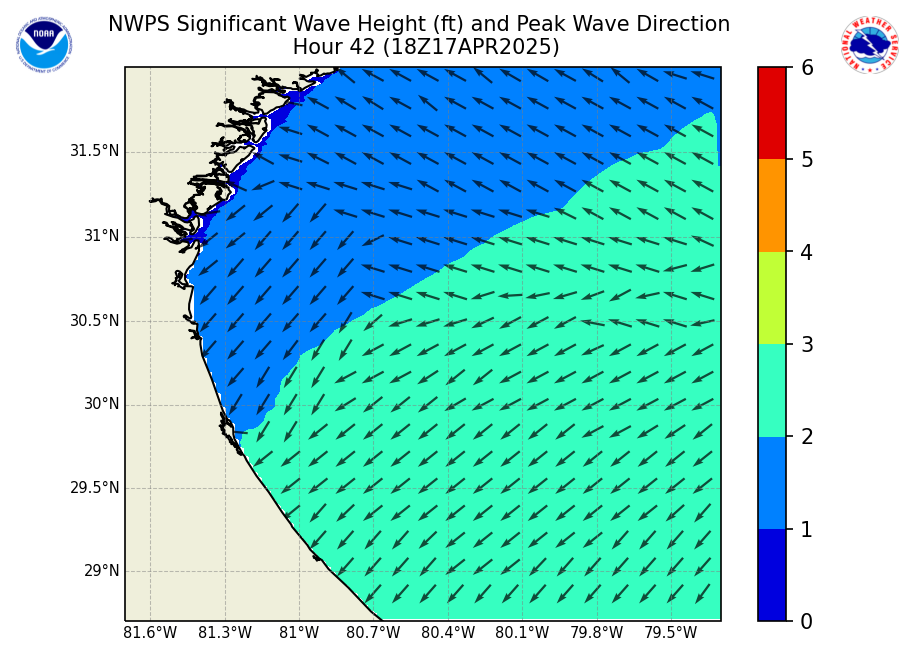 NWPS Significant Wave Height (ft) and Peak Wave Direction
Hour 42 (18Z17APR2025)
NOAA
NATIONAL WEATHER SERVICE
6
5
4
3
2
1
0
31.5°N
31°N
30.5°N
30°N
29.5°N
29°N
81.6°W 81.3°W 81°W 80.7°W 80.4°W 80.1°W 79.8°W 79.5°W